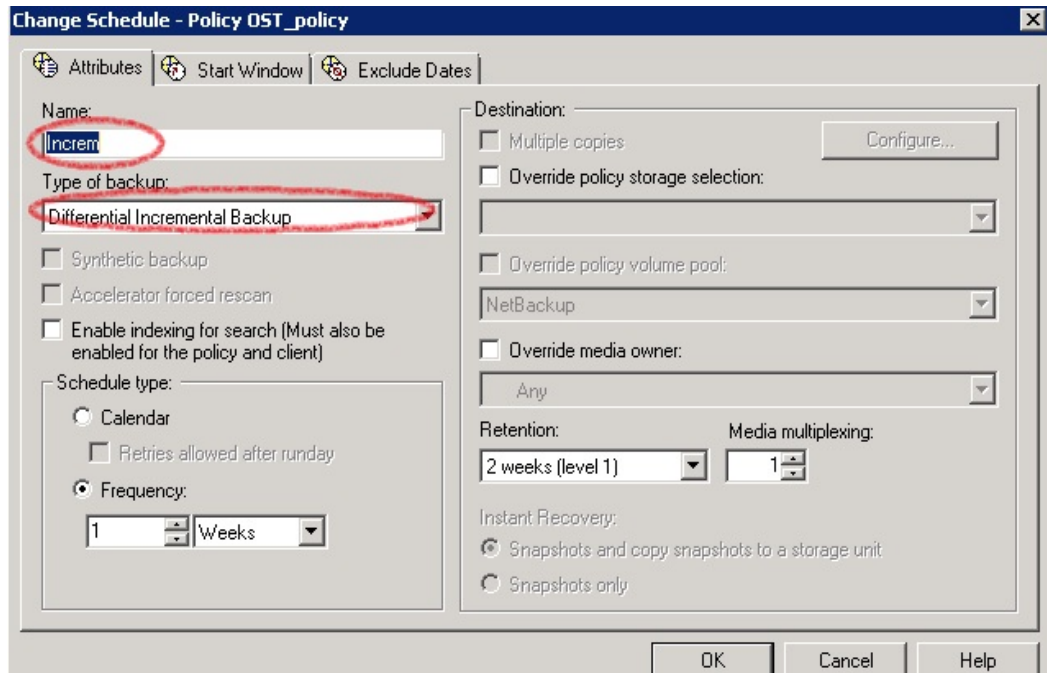 Change Schedule - Policy OST_policy
Attributes
Start Window
Exclude Dates
Name:
Increm
Type of backup:
Differential Incremental Backup
Synthetic backup
Accelerator forced rescan
Enable indexing for search (Must also be
enabled for the policy and client)
Schedule type:
Calendar
Retries allowed after runday
Frequency:
1 Weeks
Destination:
Multiple copies
Configure...
Override policy storage selection:
Override policy volume pool:
NetBackup
Override media owner:
Any
Retention:
Media multiplexing:
2 weeks (level 1)
1
Instant Recovery:
Snapshots and copy snapshots to a storage unit
Snapshots only
OK
Cancel
Help